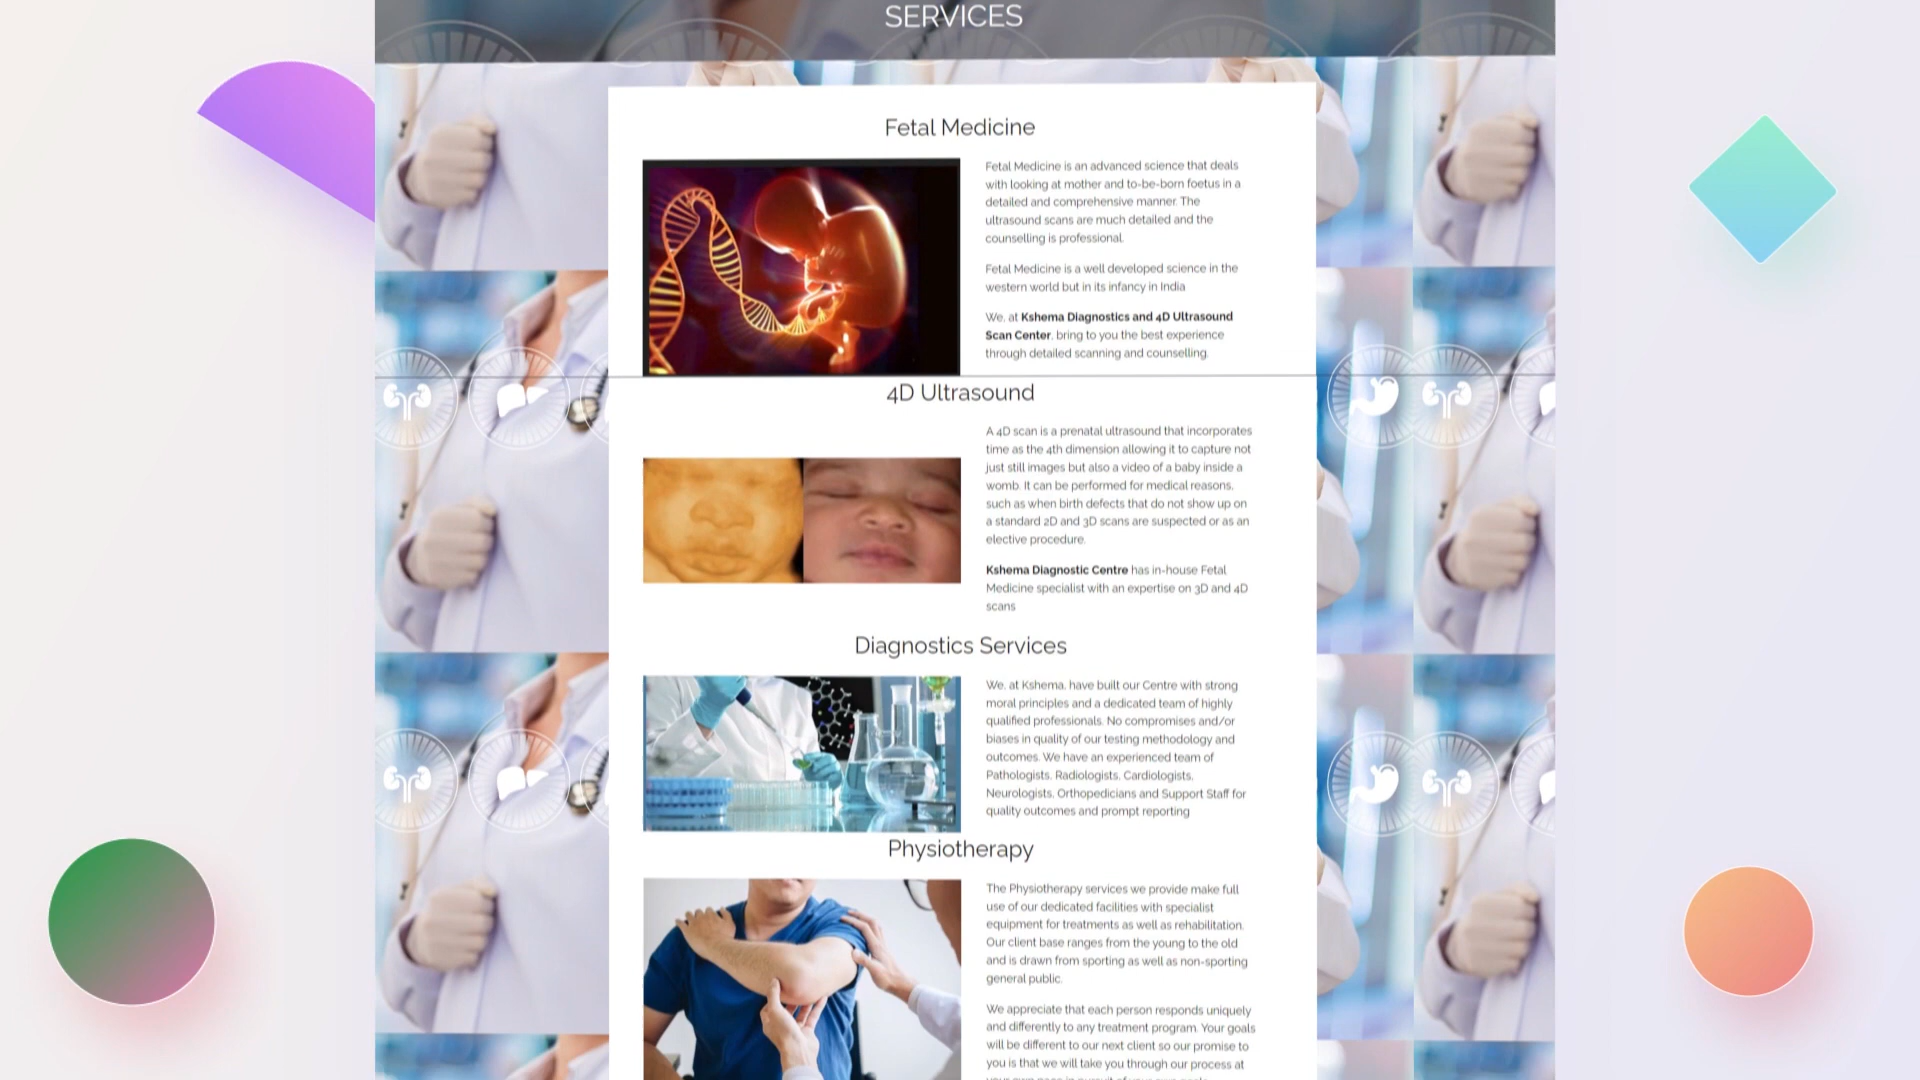 SERVICES
Fetal Medicine
Fetal Medicine is an advanced science that deals
with looking at mother and to-be-born foetus in a
detailed and comprehensive manner. The
ultrasound scans are much detailed and the
counselling is professional.
Fetal Medicine is a well developed science in the
western world but in its infancy in India
We, at Kshema Diagnostics and 4D Ultrasound
Scan Center, bring to you the best experience
through detailed scanning and counselling.
4D Ultrasound
A 4D scan is a prenatal ultrasound that incorporates
time as the 4th dimension allowing it to capture not
just still images but also a video of a baby inside a
womb. It can be performed for medical reasons,
such as when birth defects that do not show up on
a standard 2D and 3D scans are suspected or as an
elective procedure.
Kshema Diagnostic Centre has in-house Fetal
Medicine specialist with an expertise on 3D and 4D
scans
Diagnostics Services
We, at Kshema, have built our Centre with strong
moral principles and a dedicated team of highly
qualified professionals. No compromises and/or
biases in quality of our testing methodology and
outcomes. We have an experienced team of
Pathologists, Radiologists, Cardiologists,
Neurologists, Orthopedicians and Support Staff for
quality outcomes and prompt reporting
Physiotherapy
The Physiotherapy services we provide make full
use of our dedicated facilities with specialist
equipment for treatments as well as rehabilitation.
Our client base ranges from the young to the old
and is drawn from sporting as well as non-sporting
general public.
We appreciate that each person responds uniquely
and differently to any treatment program. Your goals
will be different to our next client so our promise to
you is that we will take you through our process at